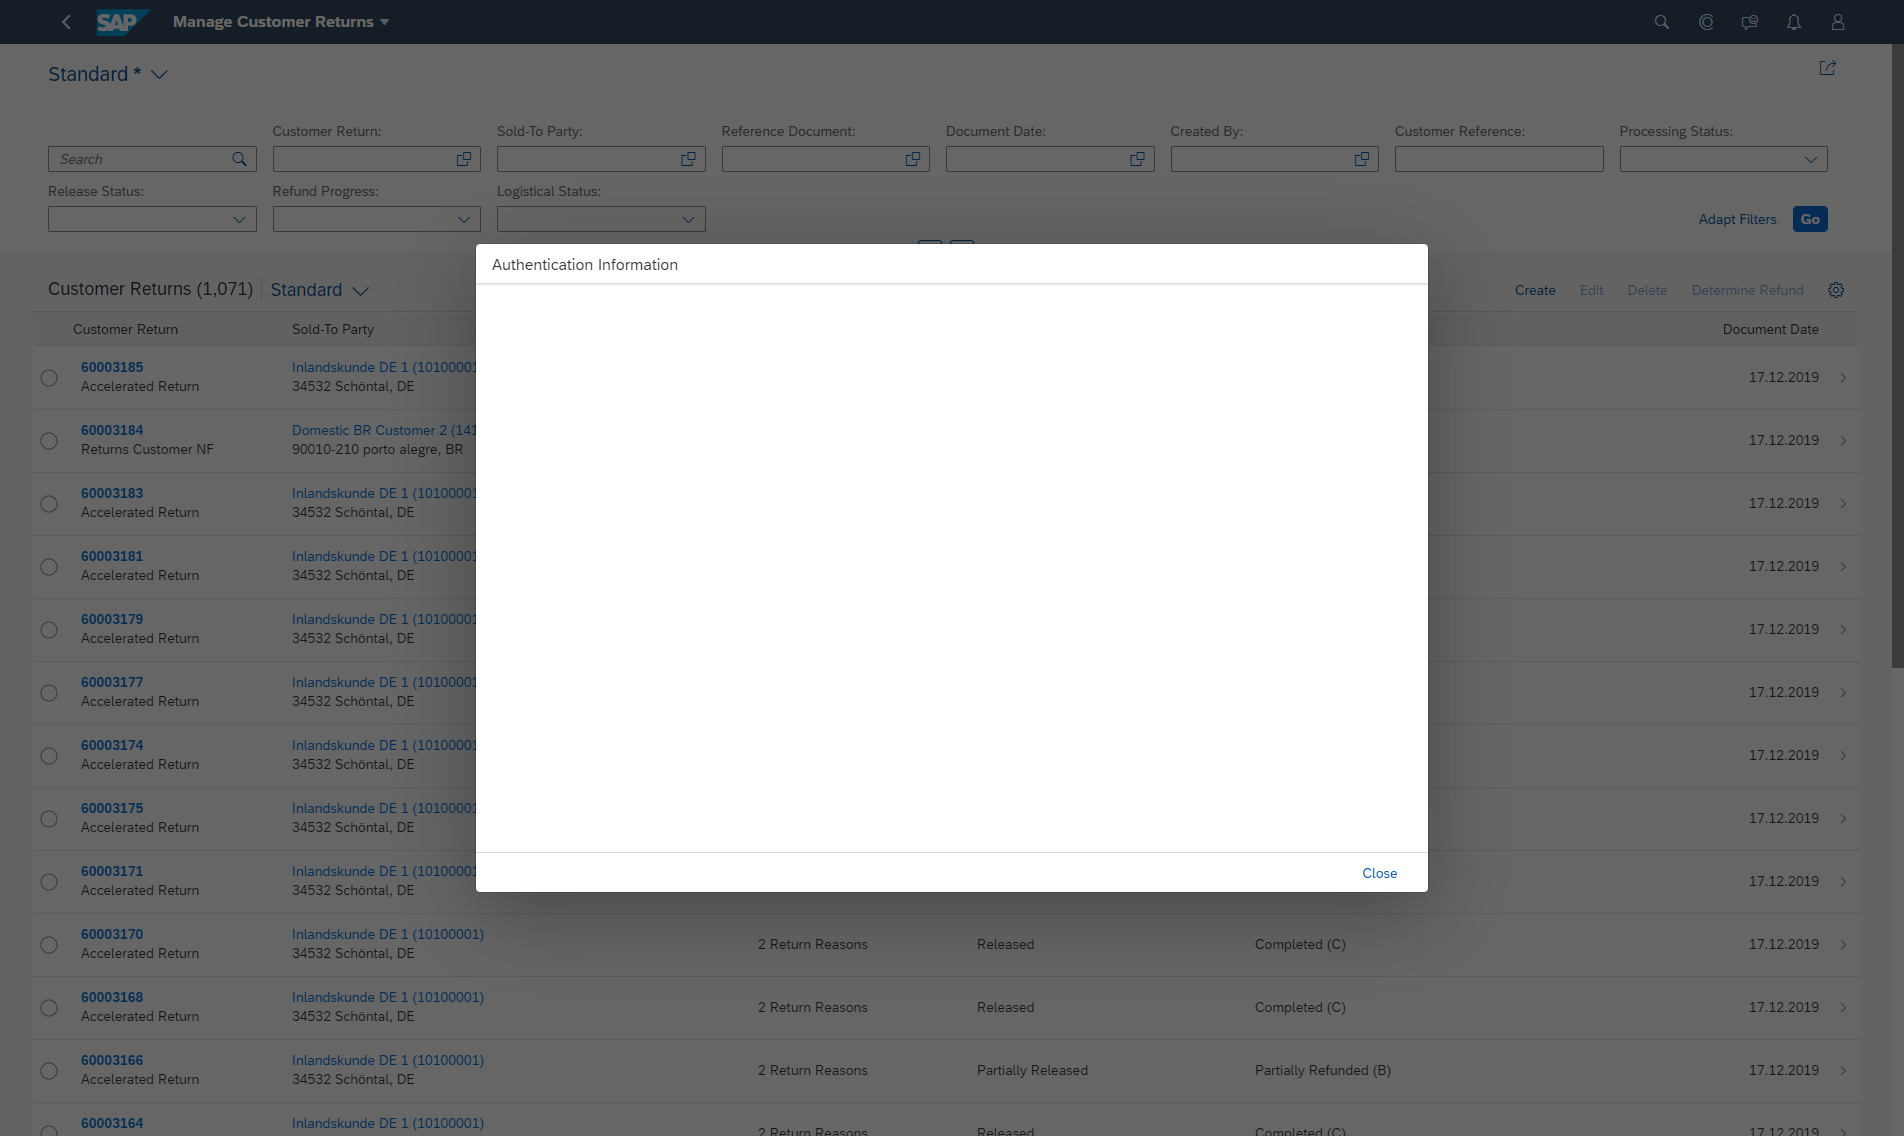 SAP Manage Customer Returns
Standard *
Customer Return: Sold-To Party: Reference Document: Document Date: Created By: Customer Reference: Processing Status:
Search
Release Status: Refund Progress: Logistical Status:
Adapt Filters Go
Authentication Information
Customer Returns (1,071) Standard Create Edit Delete Determine Refund
Customer Return Sold-To Party Document Date
60003185 Inlandskunde DE 1 (10100001
Accelerated Return 34532 Schöntal, DE 17.12.2019
60003184 Domestic BR Customer 2 (141
Returns Customer NF 90010-210 porto alegre, BR 17.12.2019
60003183 Inlandskunde DE 1 (10100001
Accelerated Return 34532 Schöntal, DE 17.12.2019
60003181 Inlandskunde DE 1 (10100001
Accelerated Return 34532 Schöntal, DE 17.12.2019
60003179 Inlandskunde DE 1 (10100001
Accelerated Return 34532 Schöntal, DE 17.12.2019
60003177 Inlandskunde DE 1 (10100001
Accelerated Return 34532 Schöntal, DE 17.12.2019
60003174 Inlandskunde DE 1 (10100001
Accelerated Return 34532 Schöntal, DE 17.12.2019
60003175 Inlandskunde DE 1 (10100001
Accelerated Return 34532 Schöntal, DE 17.12.2019
60003171 Inlandskunde DE 1 (10100001
Accelerated Return 34532 Schöntal, DE 17.12.2019
Close
60003170 Inlandskunde DE 1 (10100001)
Accelerated Return 34532 Schöntal, DE 2 Return Reasons Released Completed (C) 17.12.2019
60003168 Inlandskunde DE 1 (10100001)
Accelerated Return 34532 Schöntal, DE 2 Return Reasons Released Completed (C) 17.12.2019
60003166 Inlandskunde DE 1 (10100001)
Accelerated Return 34532 Schöntal, DE 2 Return Reasons Partially Released Partially Refunded (B) 17.12.2019
60003164 Inlandskunde DE 1 (10100001)
2 Return Reasons Released Completed (C) 17.12.2019